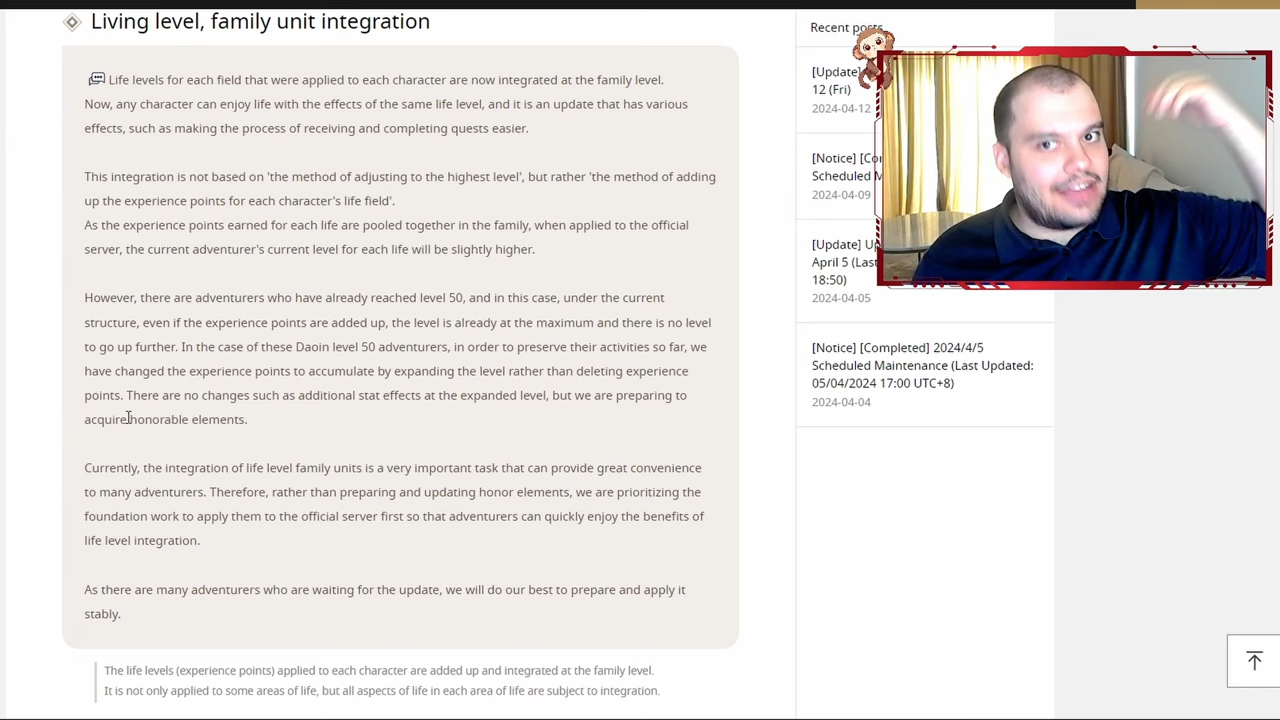 Living level, family unit integration
Life levels for each field that were applied to each character are now integrated at the family level.
Now, any character can enjoy life with the effects of the same life level, and it is an update that has various
effects, such as making the process of receiving and completing quests easier.
This integration is not based on 'the method of adjusting to the highest level', but rather 'the method of adding
up the experience points for each character's life field'.
As the experience points earned for each life are pooled together in the family, when applied to the official
server, the current adventurer's current level for each life will be slightly higher.
However, there are adventurers who have already reached level 50, and in this case, under the current
structure, even if the experience points are added up, the level is already at the maximum and there is no level
to go up further. In the case of these Daoin level 50 adventurers, in order to preserve their activities so far, we
have changed the experience points to accumulate by expanding the level rather than deleting experience
points. There are no changes such as additional stat effects at the expanded level, but we are preparing to
acquire honorable elements.
Currently, the integration of life level family units is a very important task that can provide great convenience
to many adventurers. Therefore, rather than preparing and updating honor elements, we are prioritizing the
foundation work to apply them to the official server first so that adventurers can quickly enjoy the benefits of
life level integration.
As there are many adventurers who are waiting for the update, we will do our best to prepare and apply it
stably.
The life levels (experience points) applied to each character are added up and integrated at the family level.
It is not only applied to some areas of life, but all aspects of life in each area of life are subject to integration.
Recent posts
[Update]
12 (Fri)
2024-04-12
[Notice]
Scheduled
2024-04-09
[Update]
April 5 (Last
18:50)
2024-04-05
[Notice] [Completed] 2024/4/5
Scheduled Maintenance (Last Updated:
05/04/2024 17:00 UTC+8)
2024-04-04